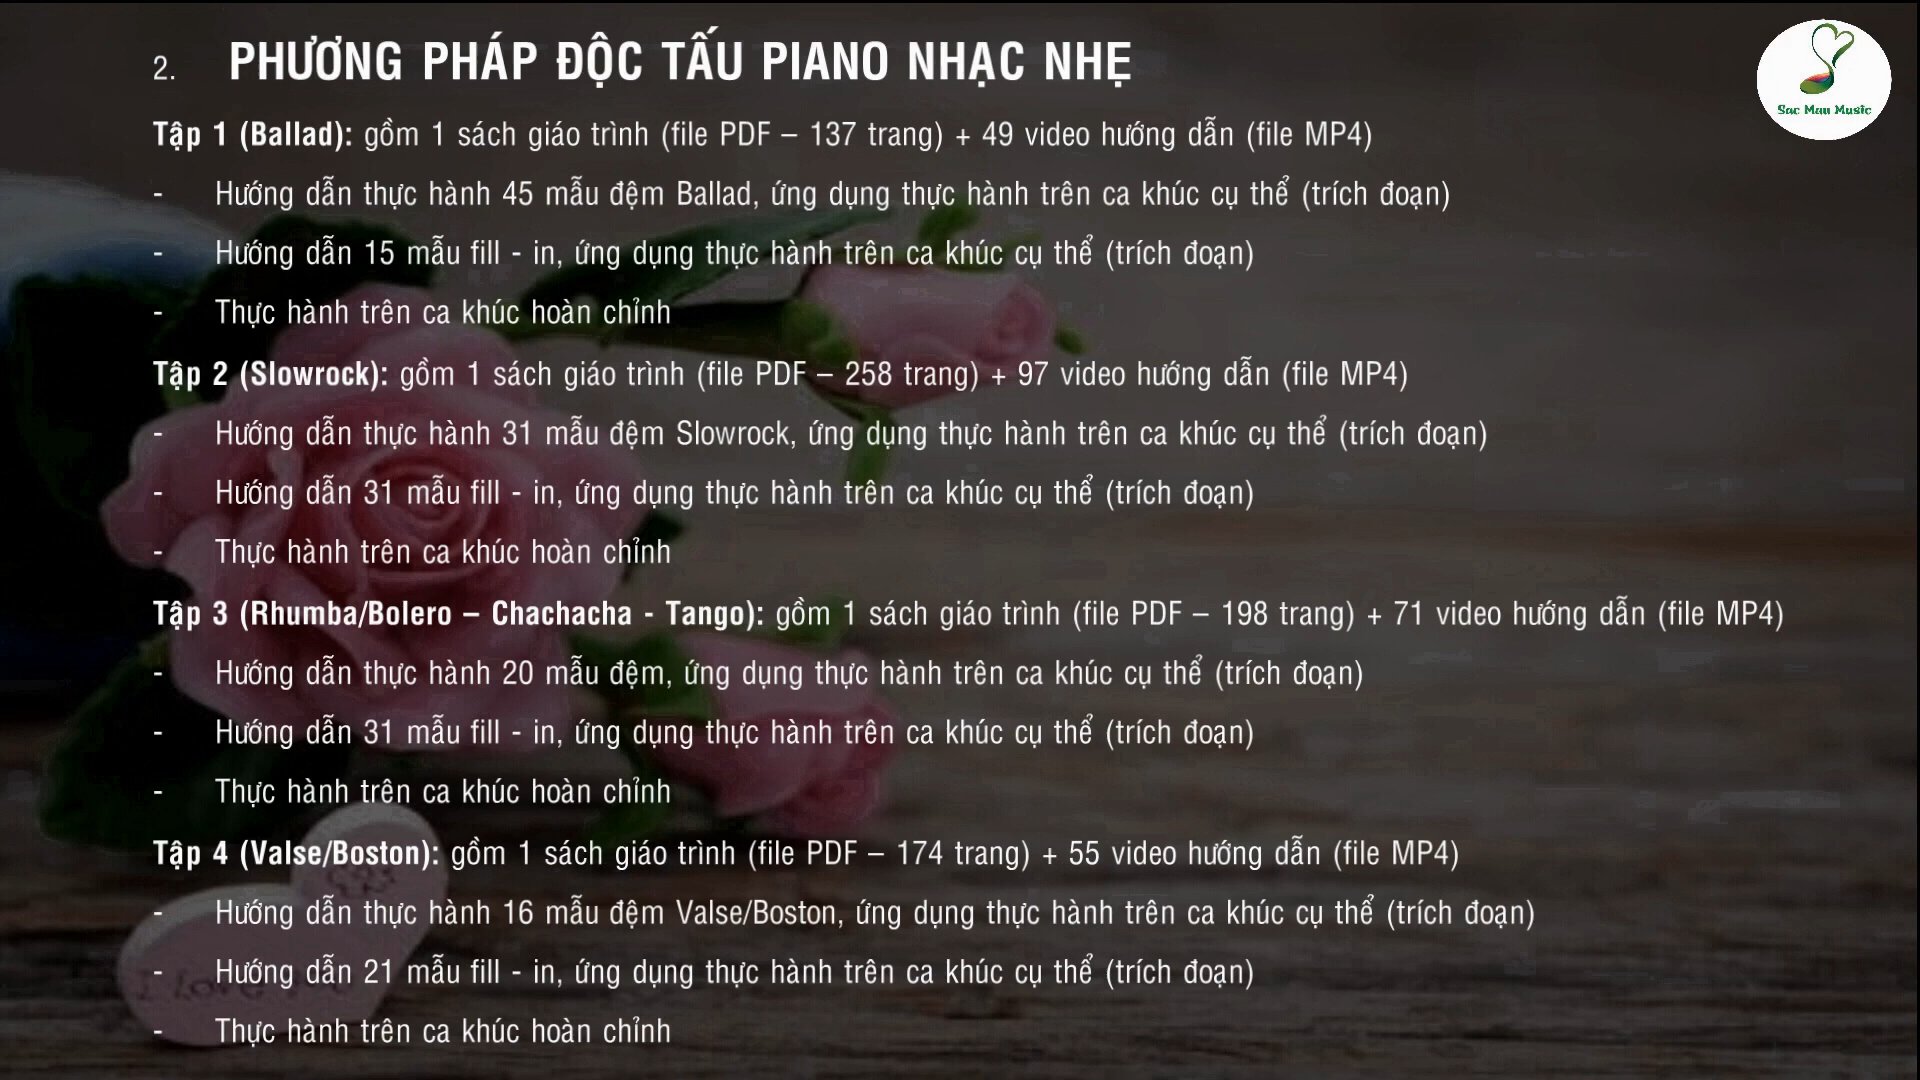 2. PHƯƠNG PHÁP ĐỘC TẤU PIANO NHẠC NHẸ
Sac Mau Music
Tập 1 (Ballad): gồm 1 sách giáo trình (file PDF – 137 trang) + 49 video hướng dẫn (file MP4)
- Hướng dẫn thực hành 45 mẫu đệm Ballad, ứng dụng thực hành trên ca khúc cụ thể (trích đoạn)
- Hướng dẫn 15 mẫu fill - in, ứng dụng thực hành trên ca khúc cụ thể (trích đoạn)
- Thực hành trên ca khúc hoàn chỉnh
Tập 2 (Slowrock): gồm 1 sách giáo trình (file PDF – 258 trang) + 97 video hướng dẫn (file MP4)
- Hướng dẫn thực hành 31 mẫu đệm Slowrock, ứng dụng thực hành trên ca khúc cụ thể (trích đoạn)
- Hướng dẫn 31 mẫu fill - in, ứng dụng thực hành trên ca khúc cụ thể (trích đoạn)
- Thực hành trên ca khúc hoàn chỉnh
Tập 3 (Rhumba/Bolero – Chachacha - Tango): gồm 1 sách giáo trình (file PDF – 198 trang) + 71 video hướng dẫn (file MP4)
- Hướng dẫn thực hành 20 mẫu đệm, ứng dụng thực hành trên ca khúc cụ thể (trích đoạn)
- Hướng dẫn 31 mẫu fill - in, ứng dụng thực hành trên ca khúc cụ thể (trích đoạn)
- Thực hành trên ca khúc hoàn chỉnh
Tập 4 (Valse/Boston): gồm 1 sách giáo trình (file PDF – 174 trang) + 55 video hướng dẫn (file MP4)
- Hướng dẫn thực hành 16 mẫu đệm Valse/Boston, ứng dụng thực hành trên ca khúc cụ thể (trích đoạn)
- Hướng dẫn 21 mẫu fill - in, ứng dụng thực hành trên ca khúc cụ thể (trích đoạn)
- Thực hành trên ca khúc hoàn chỉnh